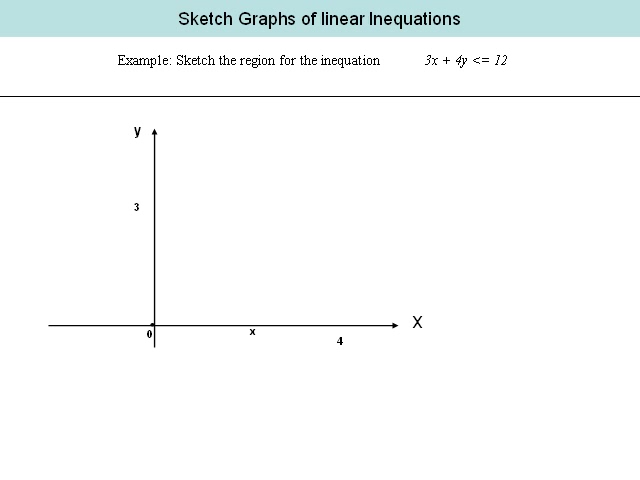 Sketch Graphs of linear Inequations
Example: Sketch the region for the inequation 3x + 4y <= 12
y
3
X
0
x
4